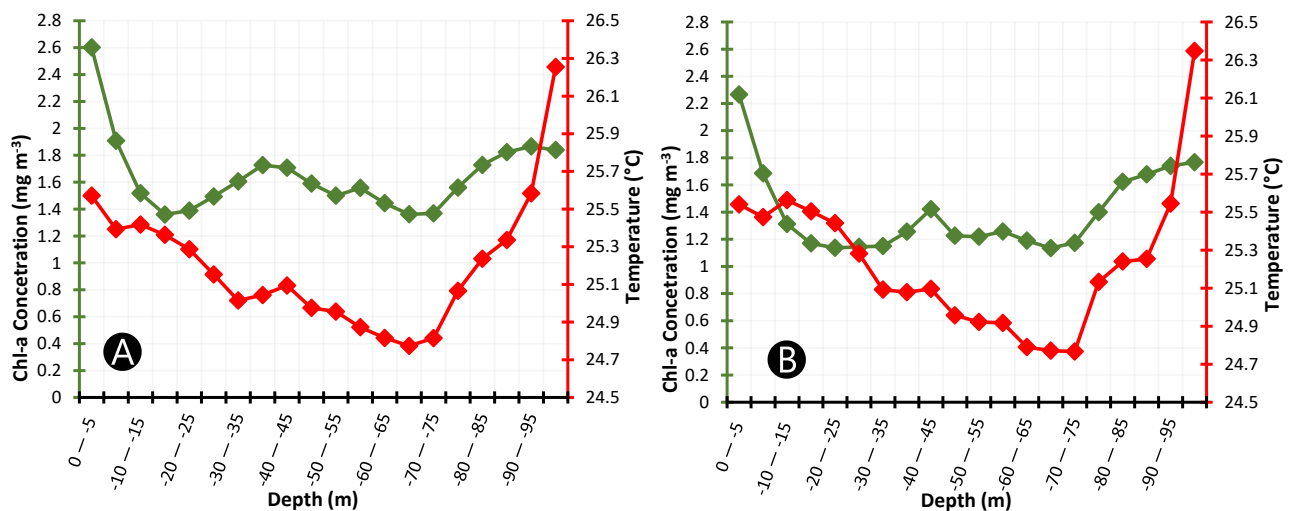 2.8
2.6
2.4
2.2
2
1.8
1.6
1.4
1.2
1
0.8
0.6
0.4
0.2
0
Chl-a Concetration (mg m⁻³)
26.5
26.3
26.1
25.9
25.7
25.5
25.3
25.1
24.9
24.7
24.5
Temperature (°C)
A
0 — -5
-10 — -15
-20 — -25
-30 — -35
-40 — -45
-50 — -55
-60 — -65
-70 — -75
-80 — -85
-90 — -95
Depth (m)
2.8
2.6
2.4
2.2
2
1.8
1.6
1.4
1.2
1
0.8
0.6
0.4
0.2
0
Chl-a Concetration (mg m⁻³)
26.5
26.3
26.1
25.9
25.7
25.5
25.3
25.1
24.9
24.7
24.5
Temperature (°C)
B
0 — -5
-10 — -15
-20 — -25
-30 — -35
-40 — -45
-50 — -55
-60 — -65
-70 — -75
-80 — -85
-90 — -95
Depth (m)